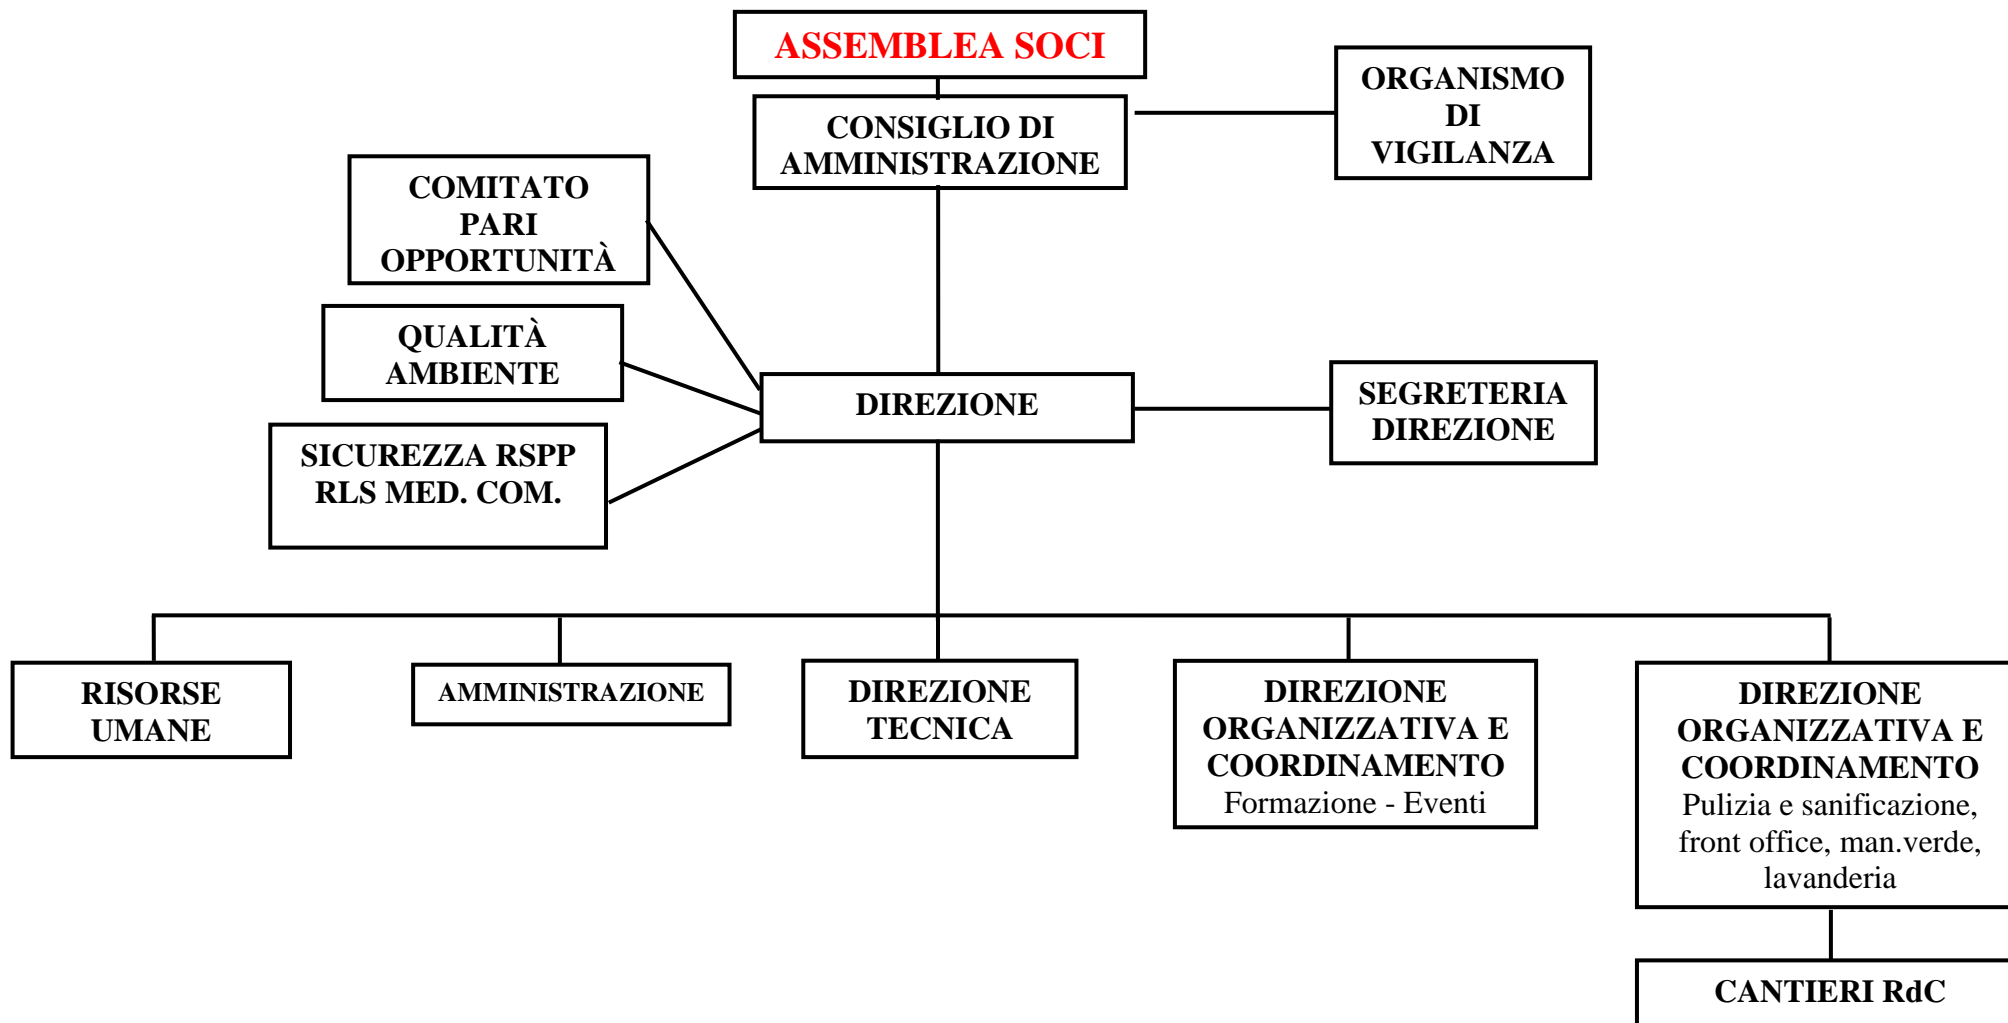 ASSEMBLEA SOCI
CONSIGLIO DI
AMMINISTRAZIONE
ORGANISMO
DI
VIGILANZA
COMITATO
PARI
OPPORTUNITÀ
QUALITÀ
AMBIENTE
SICUREZZA RSPP
RLS MED. COM.
DIREZIONE
SEGRETERIA
DIREZIONE
RISORSE
UMANE
AMMINISTRAZIONE
DIREZIONE
TECNICA
DIREZIONE
ORGANIZZATIVA E
COORDINAMENTO
Formazione - Eventi
DIREZIONE
ORGANIZZATIVA E
COORDINAMENTO
Pulizia e sanificazione,
front office, man.verde,
lavanderia
CANTIERI RdC